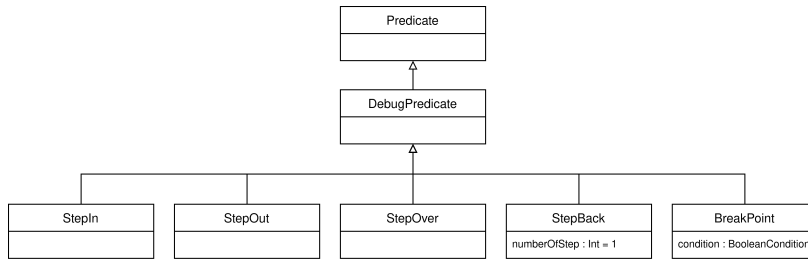 Predicate
DebugPredicate
StepIn
StepOut
StepOver
StepBack
BreakPoint
numberOfStep : Int = 1
condition : BooleanCondition